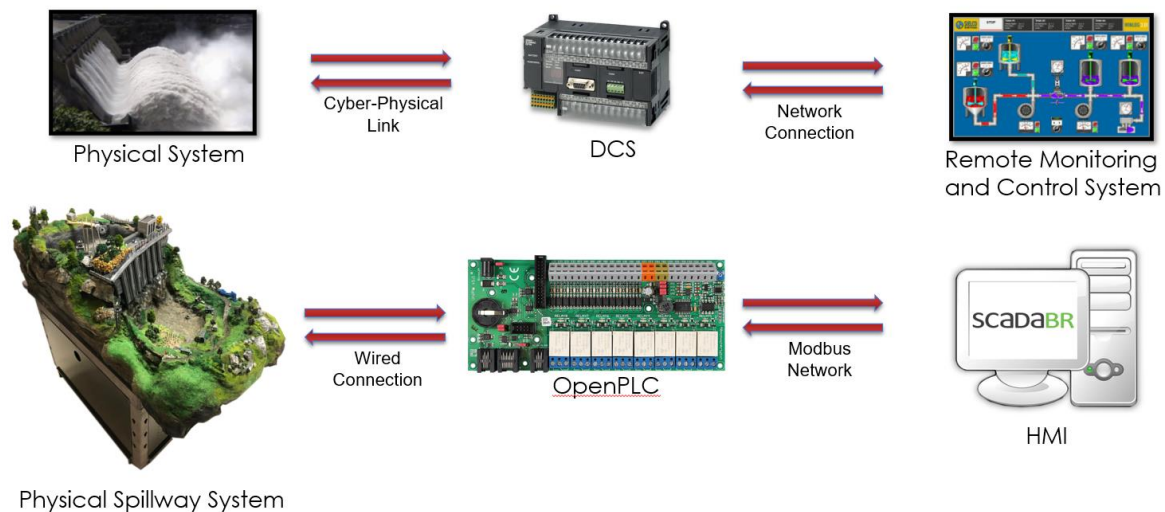 Cyber-Physical
Link
Network
Connection
Physical System
DCS
Remote Monitoring
and Control System
STOP
Wired
Connection
OpenPLC
Modbus
Network
SCADABR
HMI
Physical Spillway System